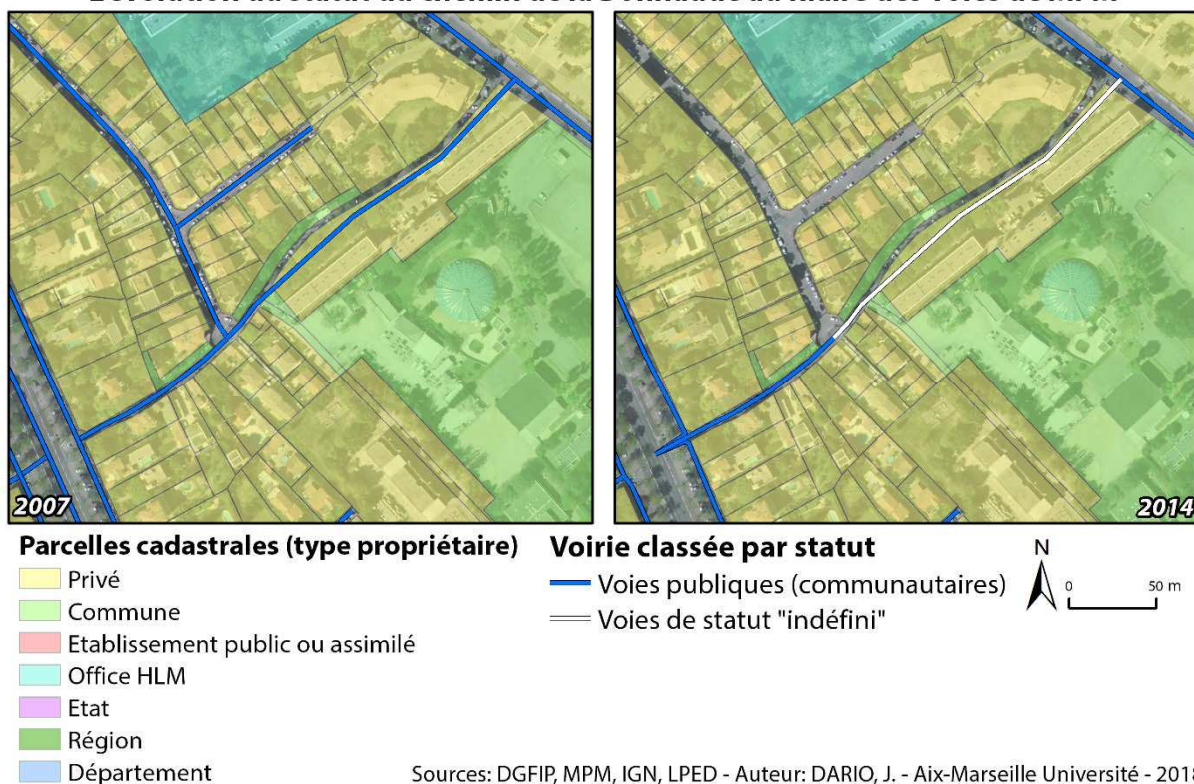 2007
2014
Parcelles cadastrales (type propriétaire)
Privé
Commune
Etablissement public ou assimilé
Office HLM
Etat
Région
Département
Voirie classée par statut
Voies publiques (communautaires)
Voies de statut "indéfini"
N
0 50 m
Sources: DGFIP, MPM, IGN, LPED - Auteur: DARIO, J. - Aix-Marseille Université - 2018